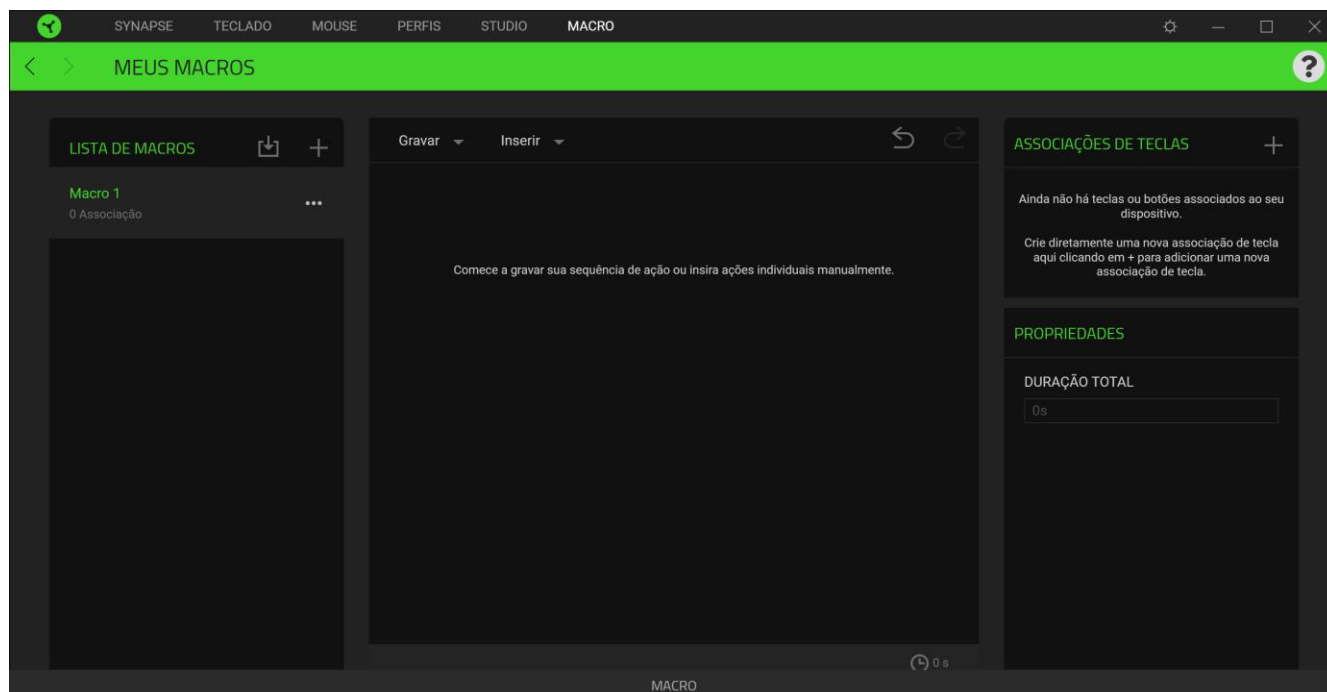 SYNAPSE TECLADO MOUSE PERFIS STUDIO MACRO
MEUS MACROS
?
LISTA DE MACROS
Macro 1
0 Associação
Gravar Inserir
Comece a gravar sua sequência de ação ou insira ações individuais manualmente.
0 s
ASSOCIAÇÕES DE TECLAS
Ainda não há teclas ou botões associados ao seu
dispositivo.
Crie diretamente uma nova associação de tecla
aqui clicando em + para adicionar uma nova
associação de tecla.
PROPRIEDADES
DURAÇÃO TOTAL
0s
MACRO